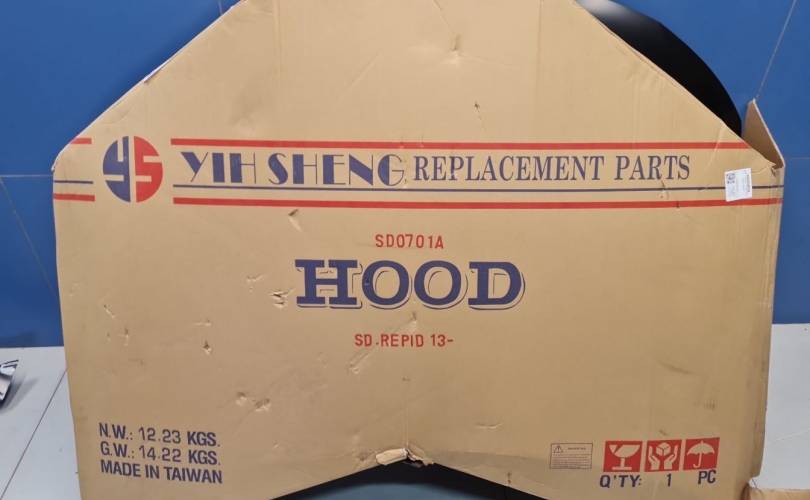 YS YIH SHENG REPLACEMENT PARTS
SD0701A
HOOD
SD.REPID 13-
N.W.: 12.23 KGS.
G.W.: 14.22 KGS.
MADE IN TAIWAN
Q'TY: 1 PC